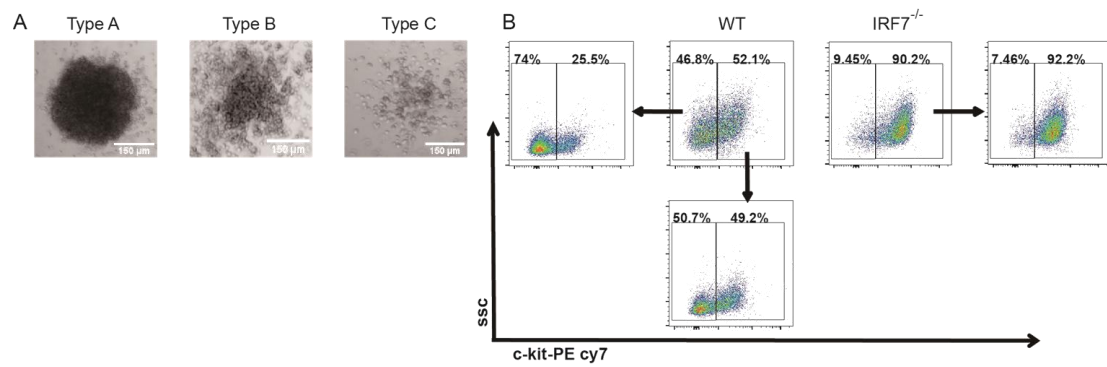 A
Type A
Type B
Type C
150 µm
150 µm
150 µm
B
WT
IRF7-/-
74% 25.5%
46.8% 52.1%
9.45% 90.2%
7.46% 92.2%
50.7% 49.2%
ssc
c-kit-PE cy7